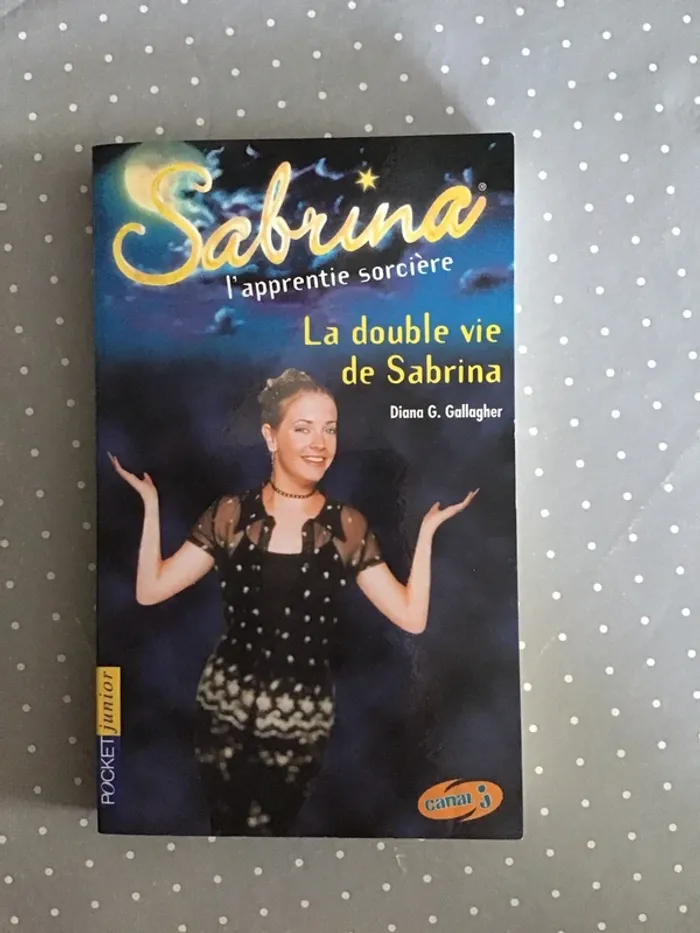 Sabrina®
l'apprentie sorcière
La double vie
de Sabrina
Diana G. Gallagher
POCKET junior
canal J